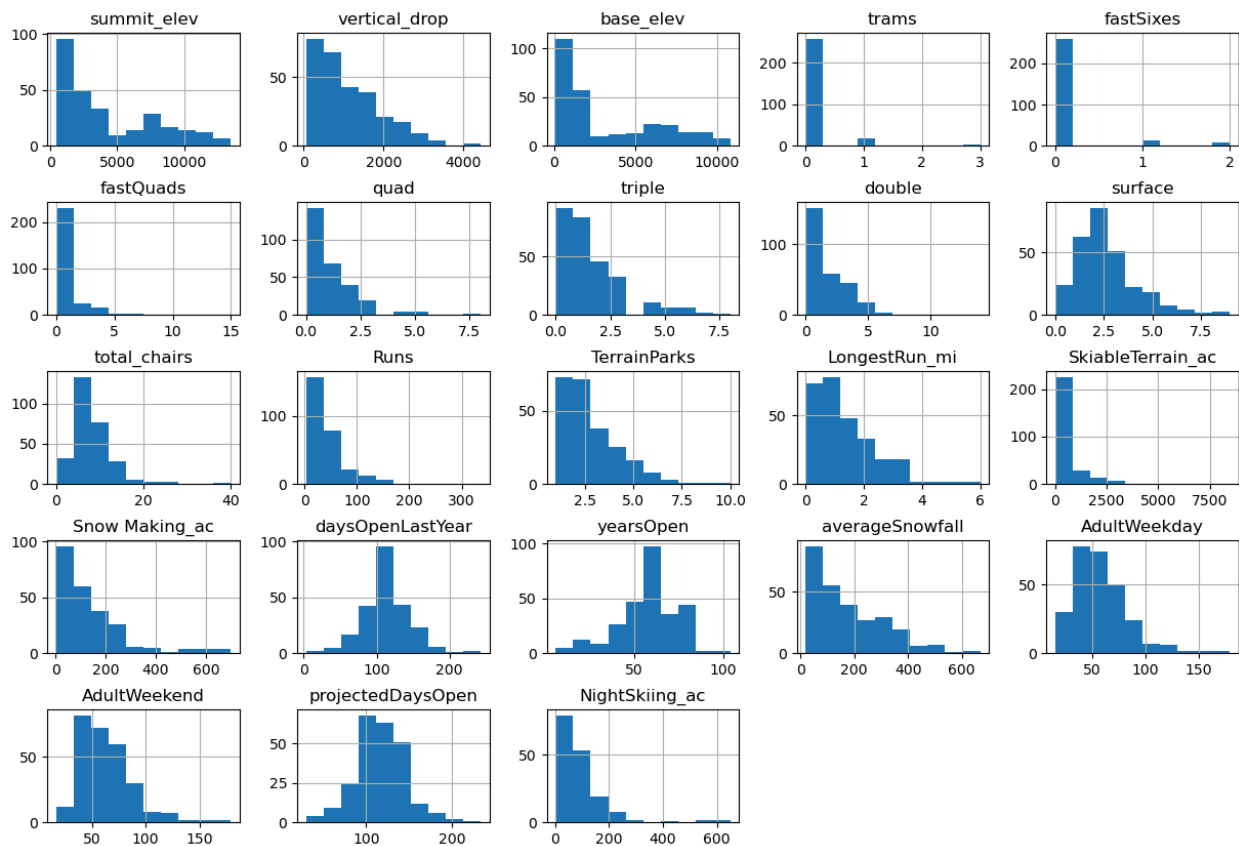 summit_elev vertical_drop base_elev trams fastSixes
100
50
0
0 5000 10000
50
0
0 2000 4000
100
50
0
0 5000 10000
200
100
0
0 1 2 3
200
100
0
0 1 2
fastQuads quad triple double surface
200
100
0
0 5 10 15
100
50
0
0.0 2.5 5.0 7.5
50
0
0.0 2.5 5.0 7.5
100
0
0 5 10
50
0
0.0 2.5 5.0 7.5
total_chairs Runs TerrainParks LongestRun_mi SkiableTerrain_ac
100
50
0
0 20 40
100
0
0 100 200 300
50
0
2.5 5.0 7.5 10.0
50
0
0 2 4 6
200
100
0
0 2500 5000 7500
Snow Making_ac daysOpenLastYear yearsOpen averageSnowfall AdultWeekday
100
50
0
0 200 400 600
100
50
0
0 100 200
100
50
0
50 100
50
0
0 200 400 600
50
0
50 100 150
AdultWeekend projectedDaysOpen NightSkiing_ac
50
0
50 100 150
50
25
0
100 200
50
0
0 200 400 600